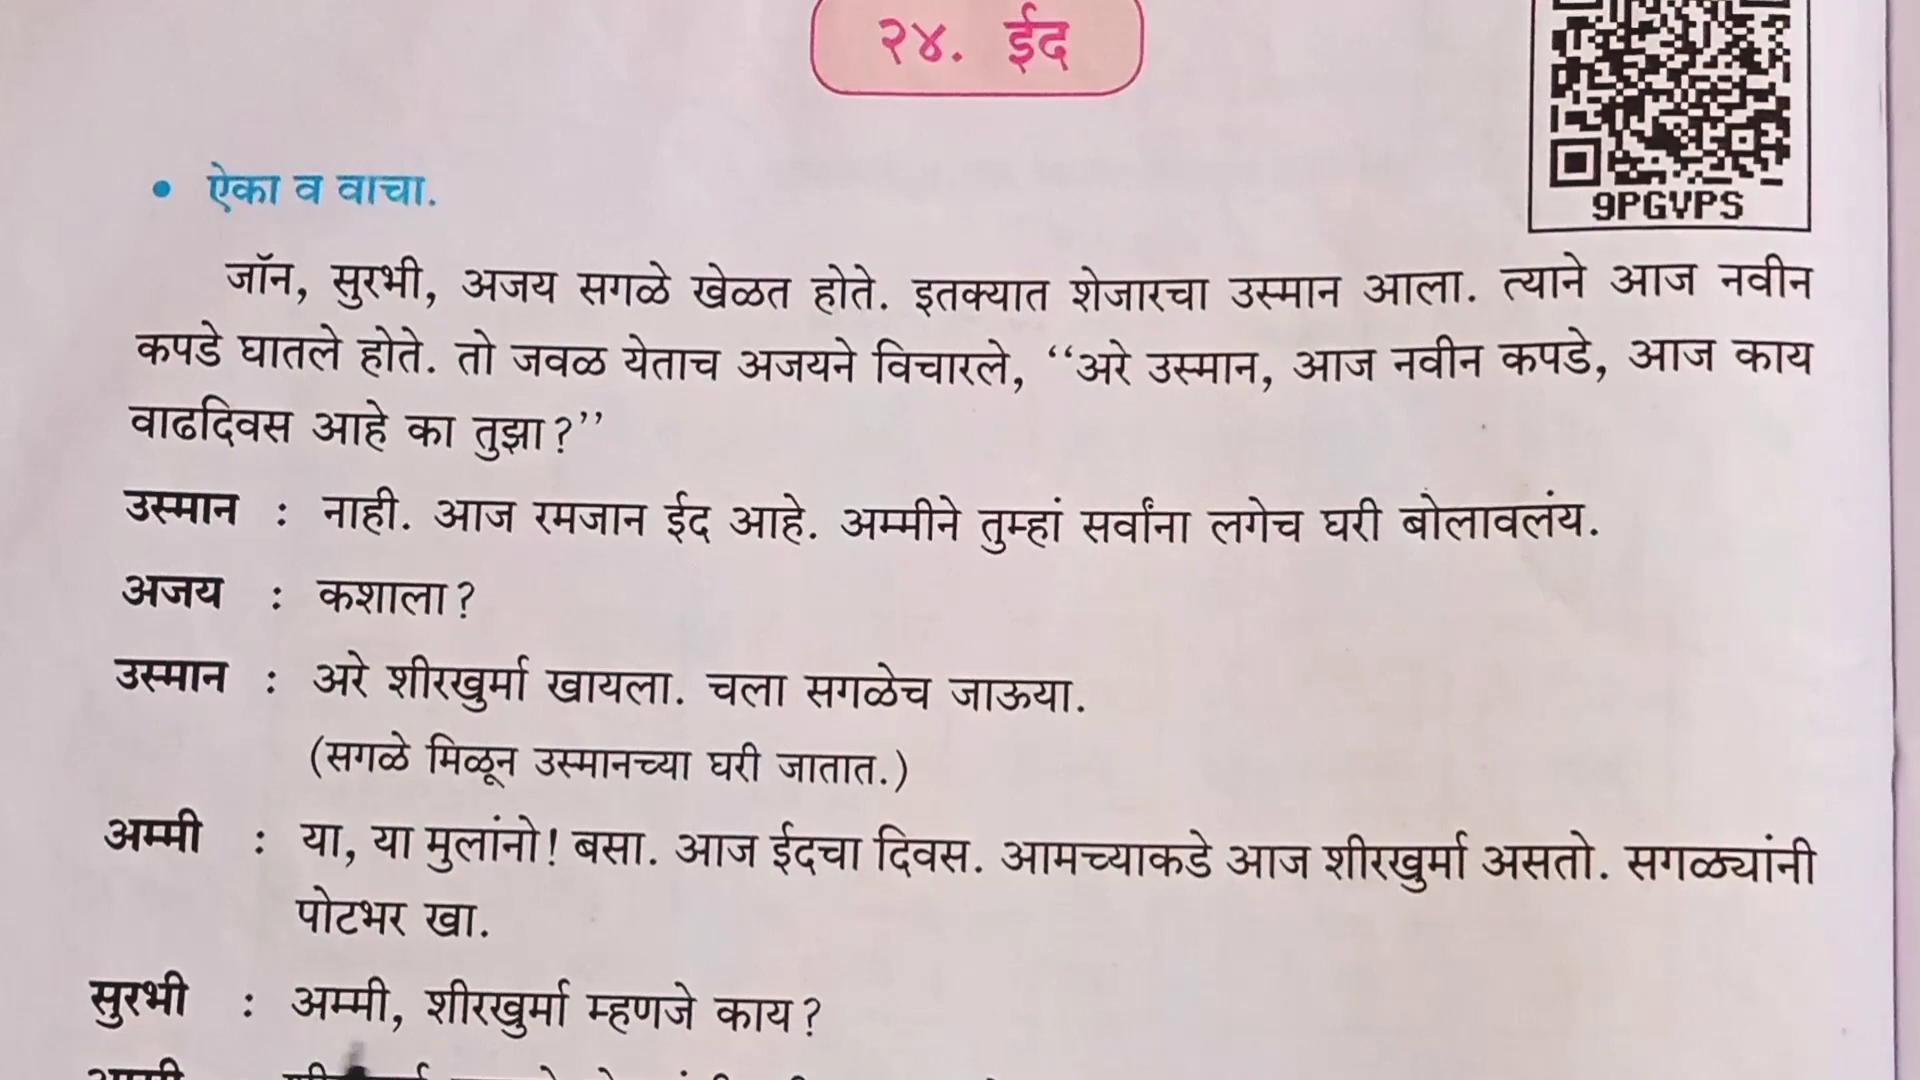 २४. ईद
9PGVPS
• ऐका व वाचा.
जॉन, सुरभी, अजय सगळे खेळत होते. इतक्यात शेजारचा उस्मान आला. त्याने आज नवीन
कपडे घातले होते. तो जवळ येताच अजयने विचारले, ‘‘अरे उस्मान, आज नवीन कपडे, आज काय
वाढदिवस आहे का तुझा?’’
उस्मान : नाही. आज रमजान ईद आहे. अम्मीने तुम्हां सर्वांना लगेच घरी बोलावलंय.
अजय : कशाला?
उस्मान : अरे शीरखुर्मा खायला. चला सगळेच जाऊया.
(सगळे मिळून उस्मानच्या घरी जातात.)
अम्मी : या, या मुलांनो! बसा. आज ईदचा दिवस. आमच्याकडे आज शीरखुर्मा असतो. सगळ्यांनी
पोटभर खा.
सुरभी : अम्मी, शीरखुर्मा म्हणजे काय?